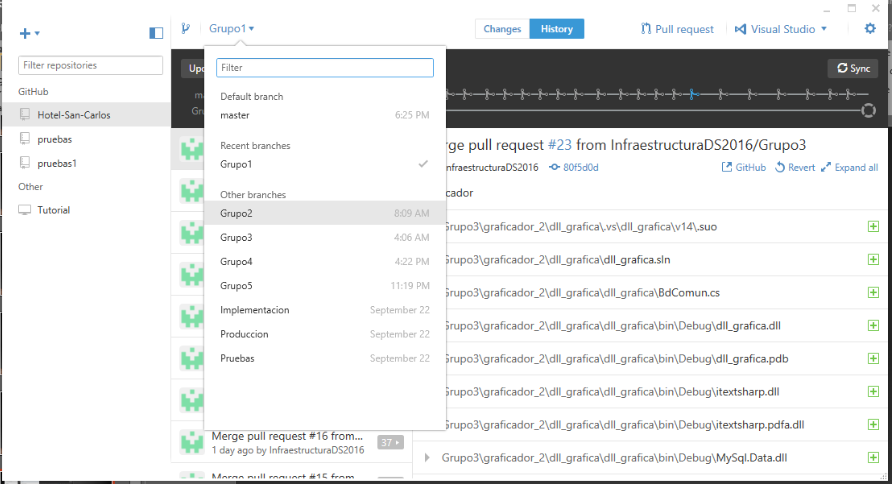 Grupo1
Changes
History
Pull request
Visual Studio
Filter repositories
GitHub
Hotel-San-Carlos
pruebas
pruebas1
Other
Tutorial
Filter
Default branch
master 6:25 PM
Recent branches
Grupo1
Other branches
Grupo2 8:09 AM
Grupo3 4:06 AM
Grupo4 4:22 PM
Grupo5 11:19 PM
Implementacion September 22
Produccion September 22
Pruebas September 22
Merge pull request #16 from...
1 day ago by InfraestructuraDS2016
37
Merge pull request #15 from...
Upd
ma
Gru
Sync
ge pull request #23 from InfraestructuraDS2016/Grupo3
nfraestructuraDS2016
80f5d0d
GitHub
Revert
Expand all
icador
Grupo3\graficador_2\dll_grafica\.vs\dll_grafica\v14\.suo
Grupo3\graficador_2\dll_grafica\dll_grafica.sln
Grupo3\graficador_2\dll_grafica\dll_grafica\BdComun.cs
Grupo3\graficador_2\dll_grafica\dll_grafica\bin\Debug\dll_grafica.dll
Grupo3\graficador_2\dll_grafica\dll_grafica\bin\Debug\dll_grafica.pdb
Grupo3\graficador_2\dll_grafica\dll_grafica\bin\Debug\itextsharp.dll
Grupo3\graficador_2\dll_grafica\dll_grafica\bin\Debug\itextsharp.pdfa.dll
Grupo3\graficador_2\dll_grafica\dll_grafica\bin\Debug\MySql.Data.dll